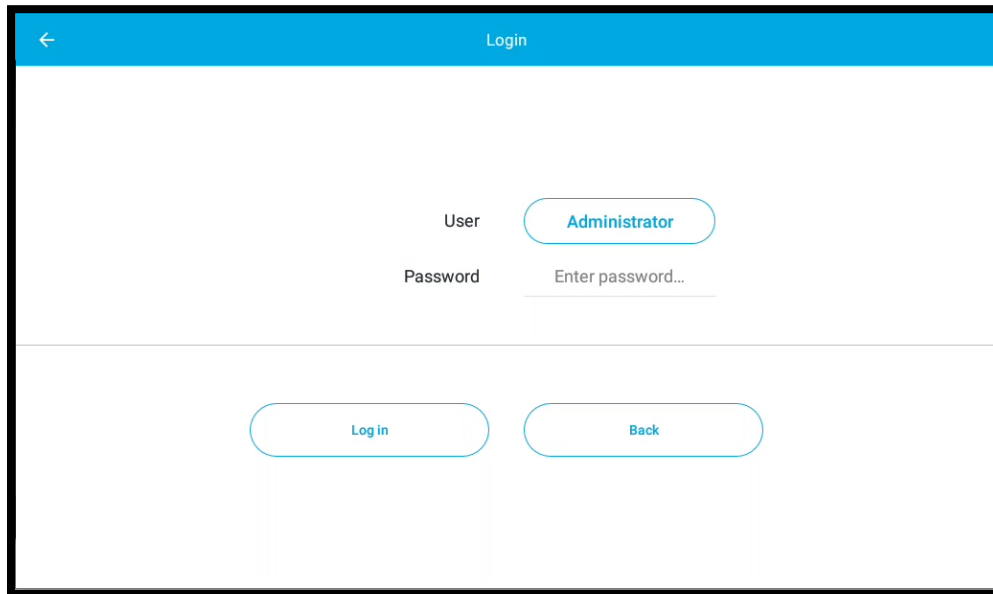 Login
User
Administrator
Password
Enter password...
Log in
Back